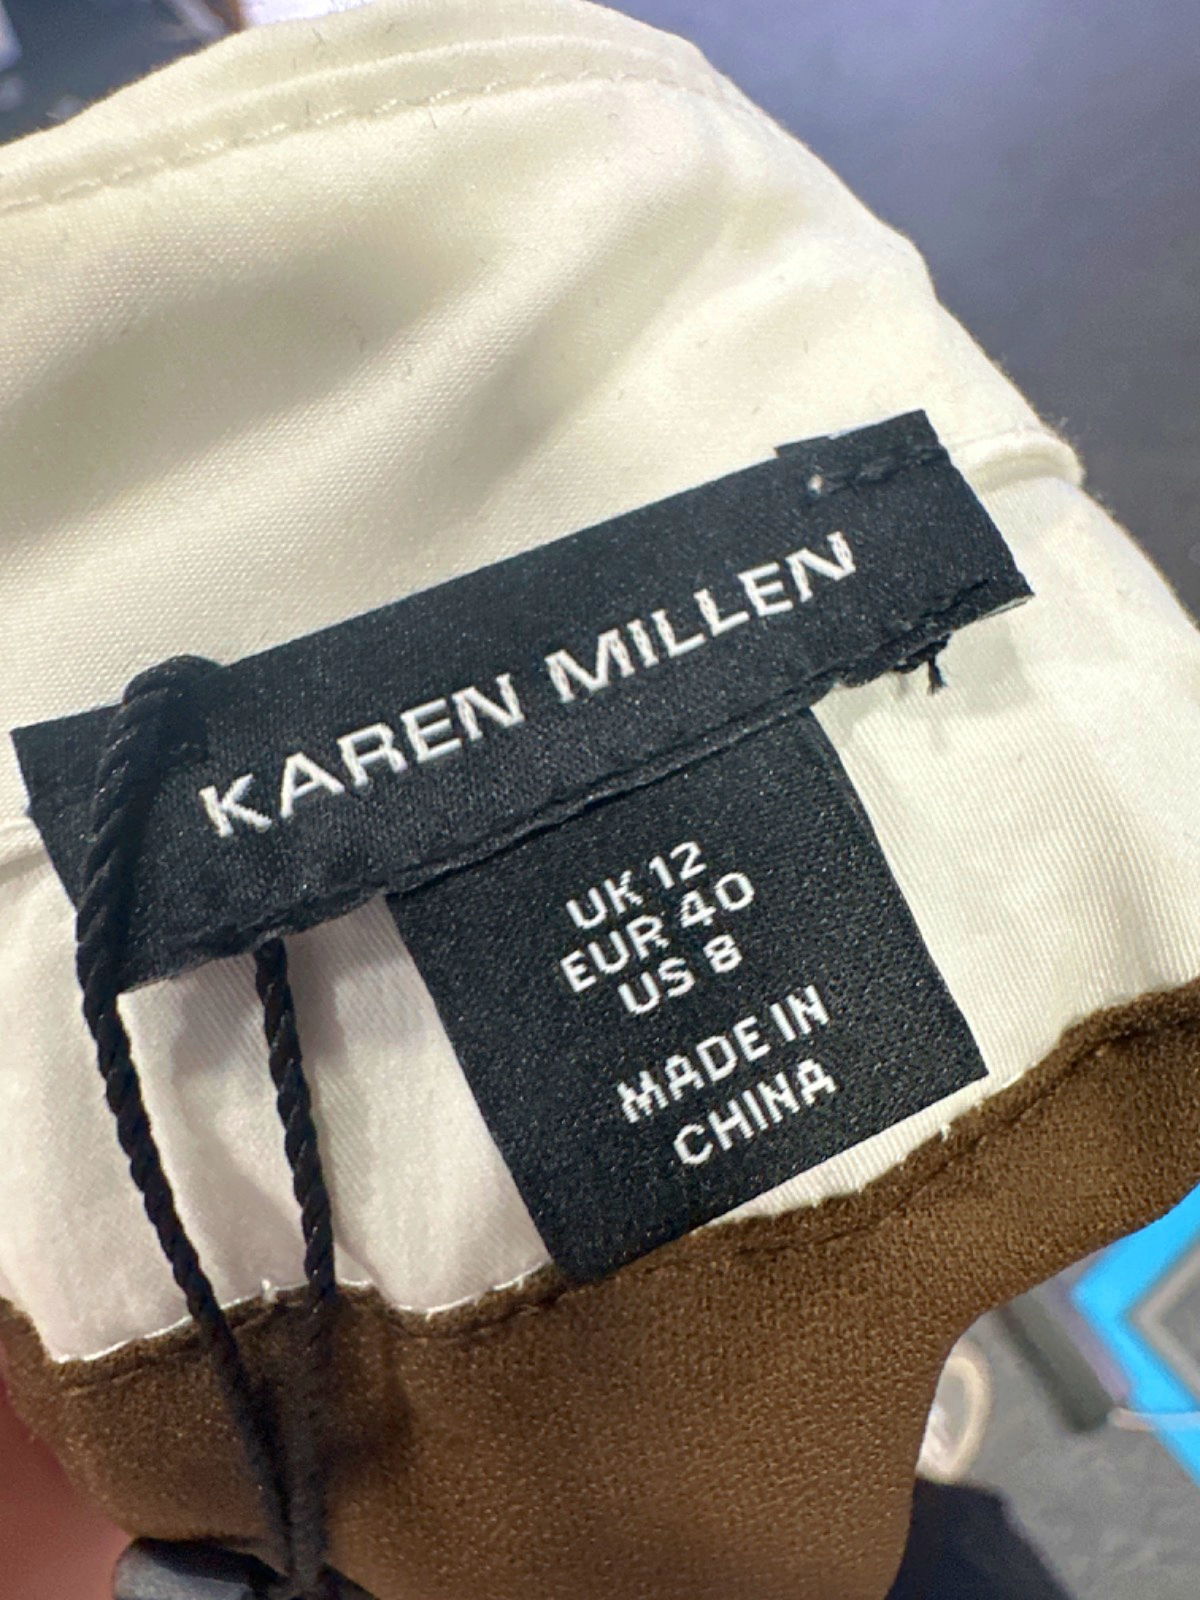 KAREN MILLEN
UK 12
EUR 40
US 8
MADE IN
CHINA